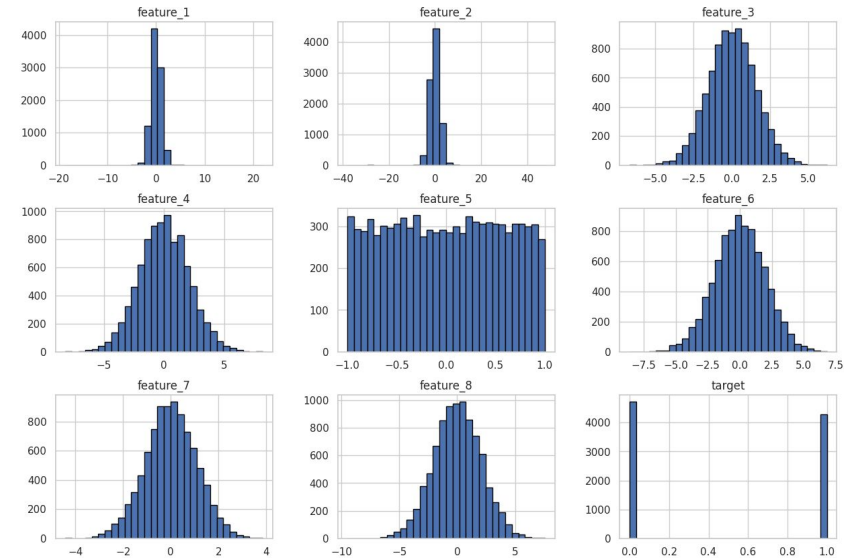 feature_1 feature_2 feature_3
4000 4000 800
3000 3000 600
2000 2000 400
1000 1000 200
0 0 0
−20 −10 0 10 20 −40 −20 0 20 40 −5.0 −2.5 0.0 2.5 5.0
feature_4 feature_5 feature_6
1000 300 800
800 200 600
600 100 400
400 0 200
200 0
0
−5 0 5 −1.0 −0.5 0.0 0.5 1.0 −7.5 −5.0 −2.5 0.0 2.5 5.0 7.5
feature_7 feature_8 target
800 1000 4000
600 800 3000
400 600 2000
200 400 1000
0 200 0
0
−4 −2 0 2 4 −10 −5 0 5 0.0 0.2 0.4 0.6 0.8 1.0